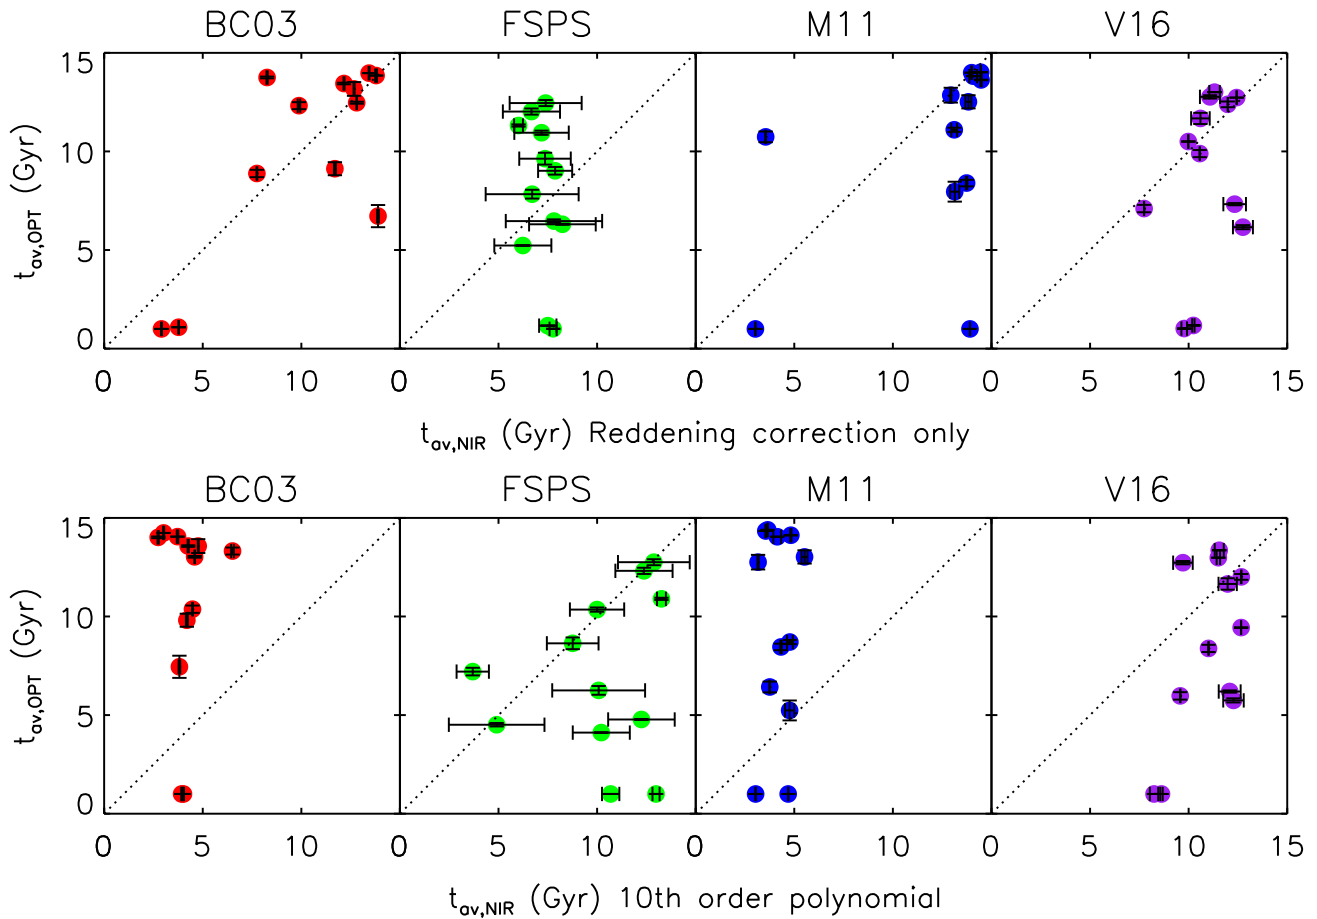 BC03 FSPS M11 V16
15
10
5
0
t_av,OPT (Gyr)
0 5 10 0 5 10 0 5 10 0 5 10 15
t_av,NIR (Gyr) Reddening correction only
BC03 FSPS M11 V16
15
10
5
0
t_av,OPT (Gyr)
0 5 10 0 5 10 0 5 10 0 5 10 15
t_av,NIR (Gyr) 10th order polynomial